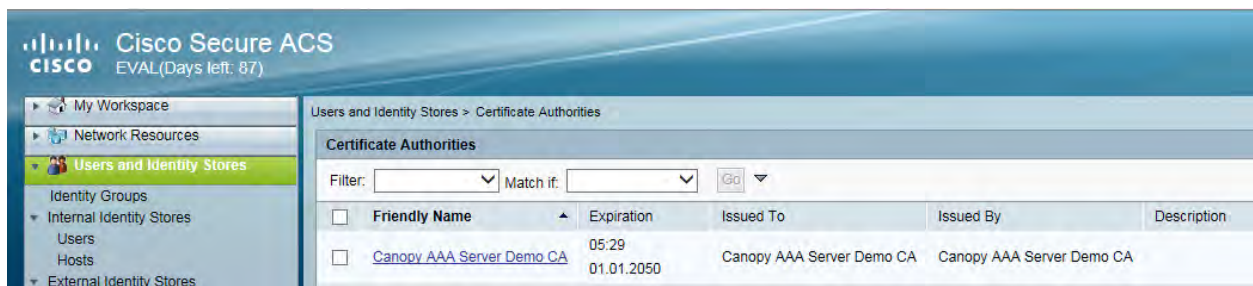 Cisco Secure ACS
CISCO EVAL(Days left: 87)
My Workspace
Network Resources
Users and Identity Stores
Identity Groups
Internal Identity Stores
Users
Hosts
External Identity Stores
Users and Identity Stores > Certificate Authorities
Certificate Authorities
Filter: Match if: Go
Friendly Name Expiration Issued To Issued By Description
Canopy AAA Server Demo CA 05:29 01.01.2050 Canopy AAA Server Demo CA Canopy AAA Server Demo CA